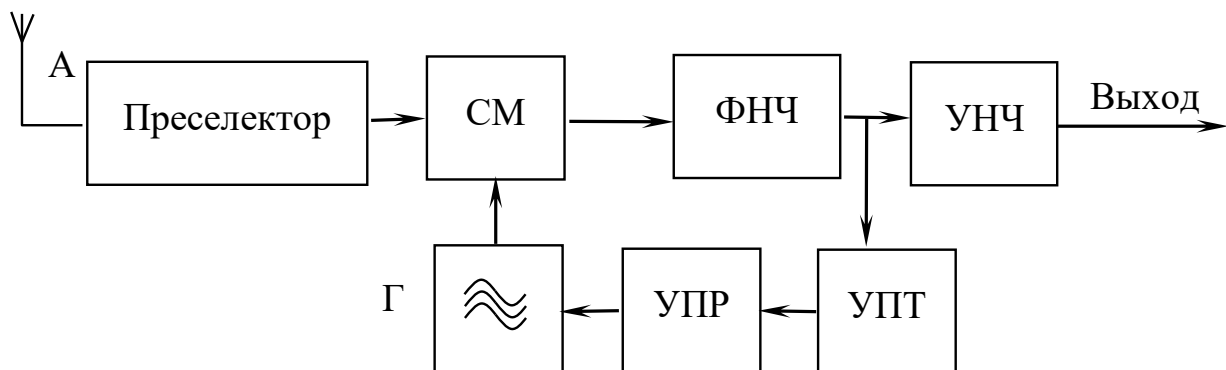 А
Преселектор
СМ
ФНЧ
УНЧ
Выход
Г
УПР
УПТ